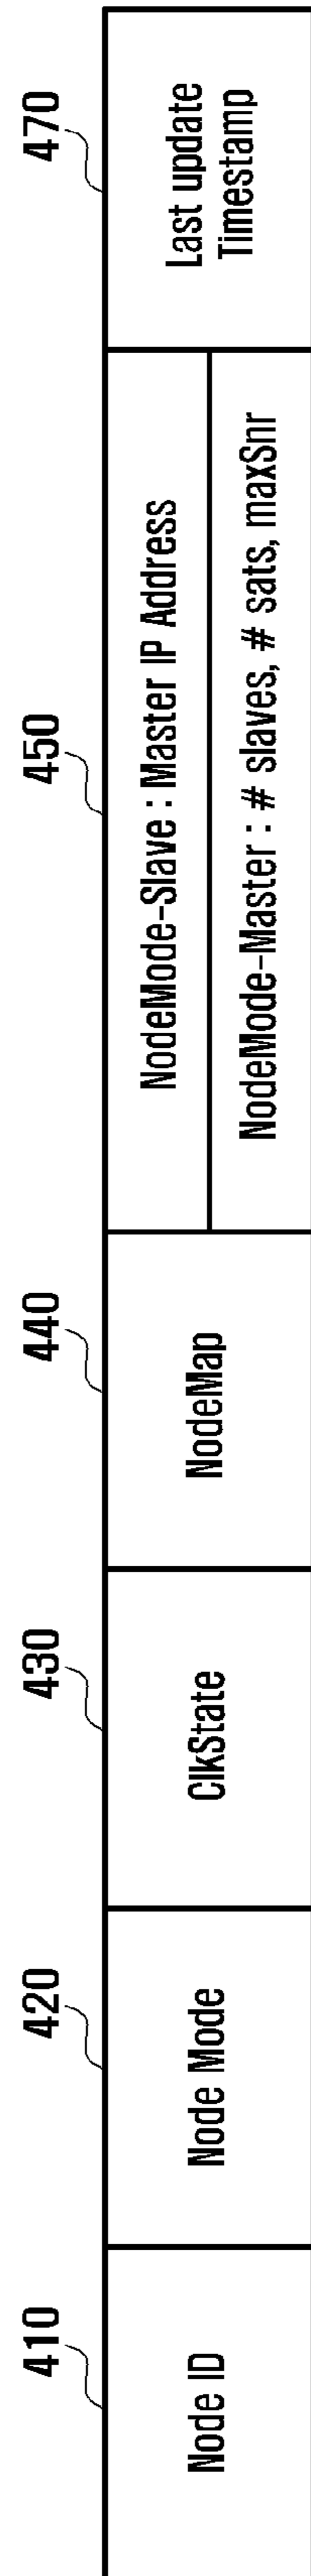 410
420
430
440
450
470
Node ID
Node Mode
ClkState
NodeMap
NodeMode-Slave : Master IP Address
NodeMode-Master : # slaves, # sats, maxSnr
Last update
Timestamp